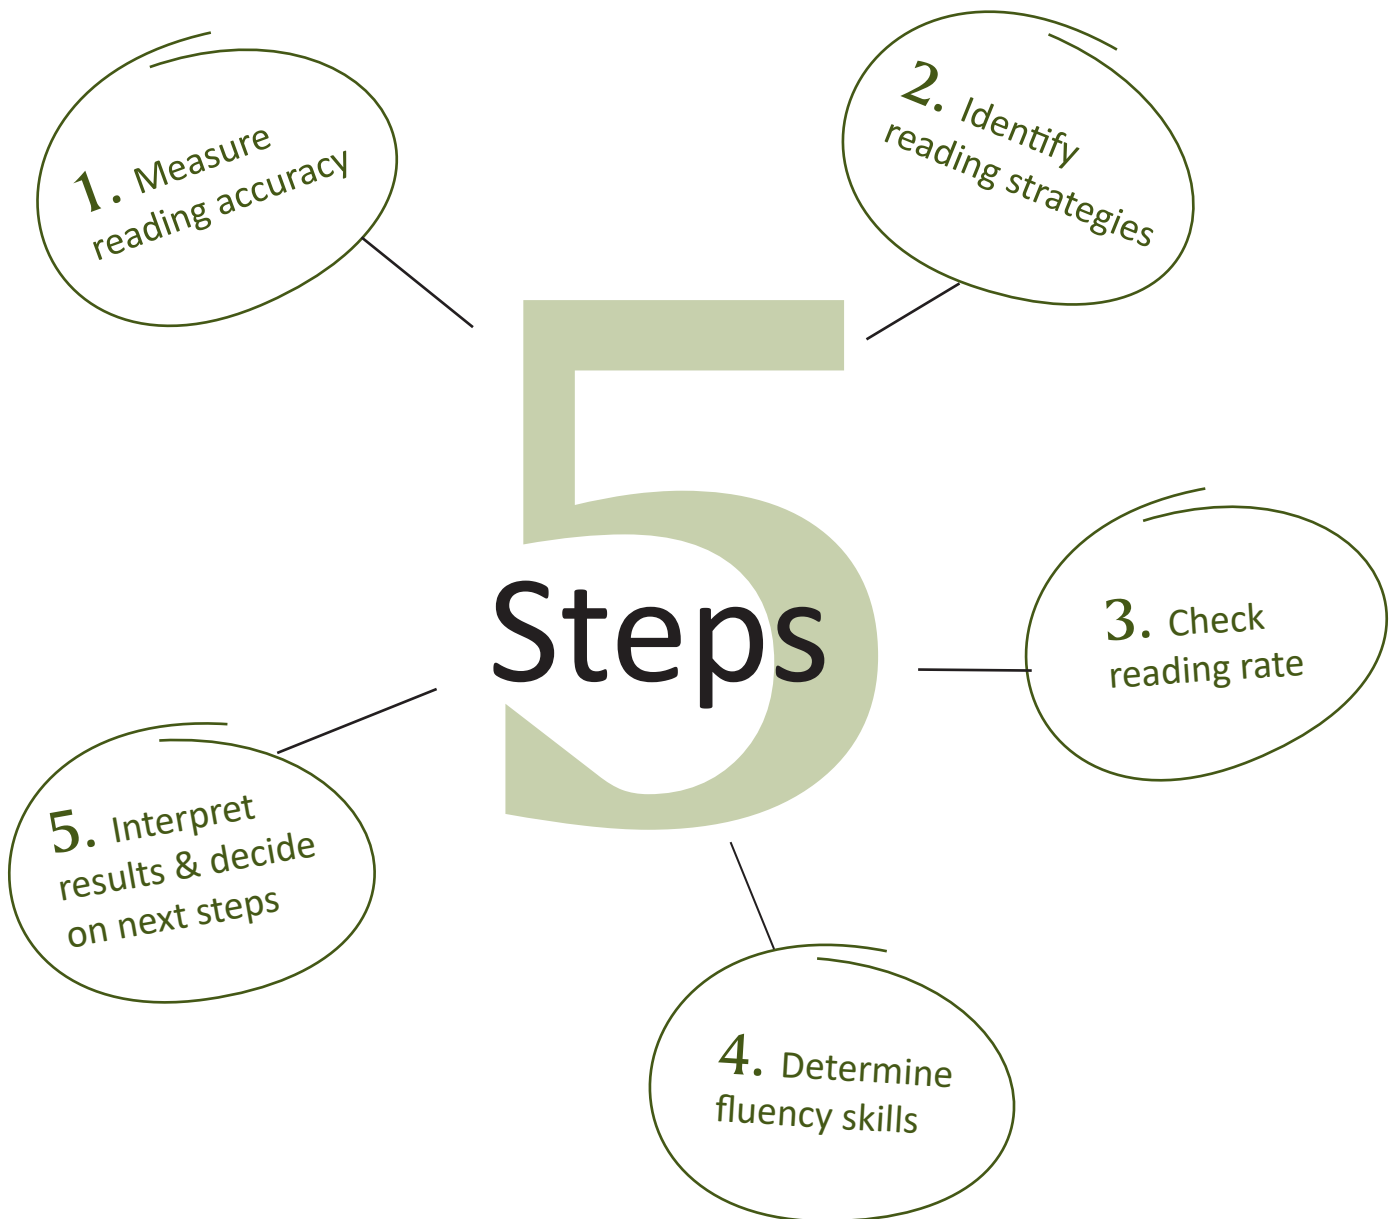 1. Measure
reading accuracy
2. Identify
reading strategies
5
Steps
3. Check
reading rate
4. Determine
fluency skills
5. Interpret
results & decide
on next steps